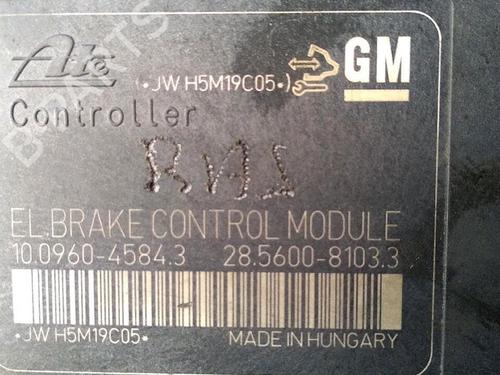 Ate
(•JW H5M19C05•)
GM
Controller
EL.BRAKE CONTROL MODULE
10.0960-4584.3 28.5600-8103.3
•JW H5M19C05•
MADE IN HUNGARY